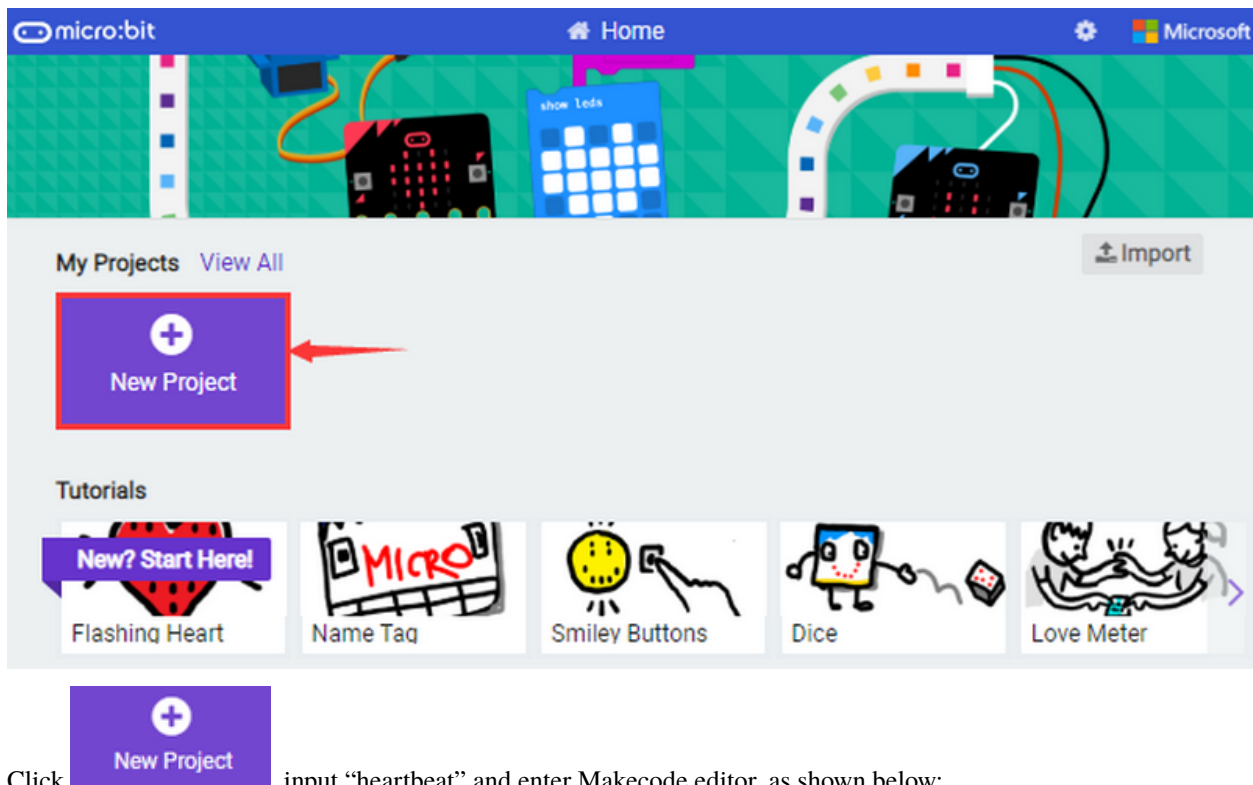 micro:bit Home Microsoft
show leds
My Projects View All Import
New Project
Tutorials
New? Start Here!
MICRO
Flashing Heart Name Tag Smiley Buttons Dice Love Meter
New Project
Click input “heartbeat” and enter Makecode editor, as shown below: